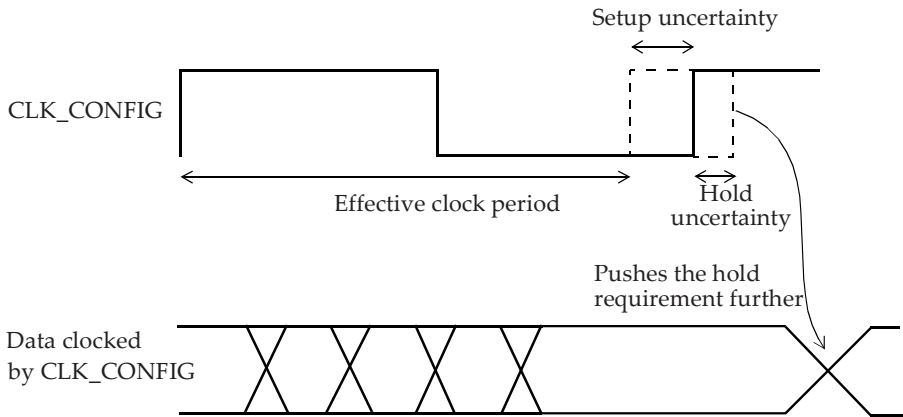 Setup uncertainty
CLK_CONFIG
Effective clock period
Hold
uncertainty
Pushes the hold
requirement further
Data clocked
by CLK_CONFIG